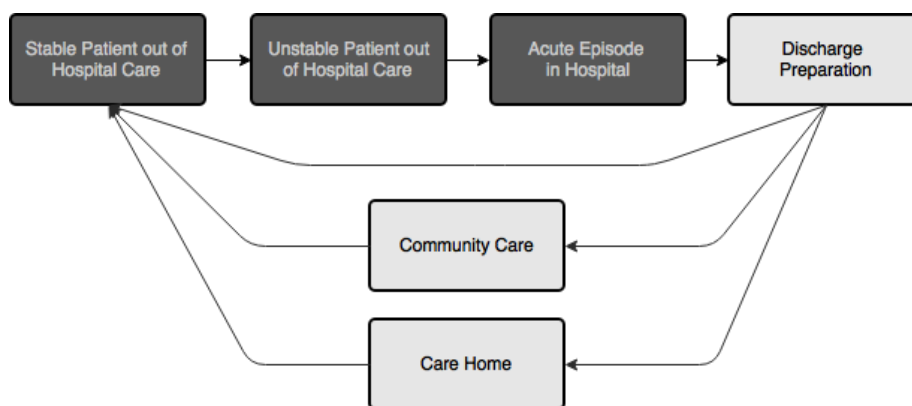 Stable Patient out of
Hospital Care
Unstable Patient out
of Hospital Care
Acute Episode
in Hospital
Discharge
Preparation
Community Care
Care Home